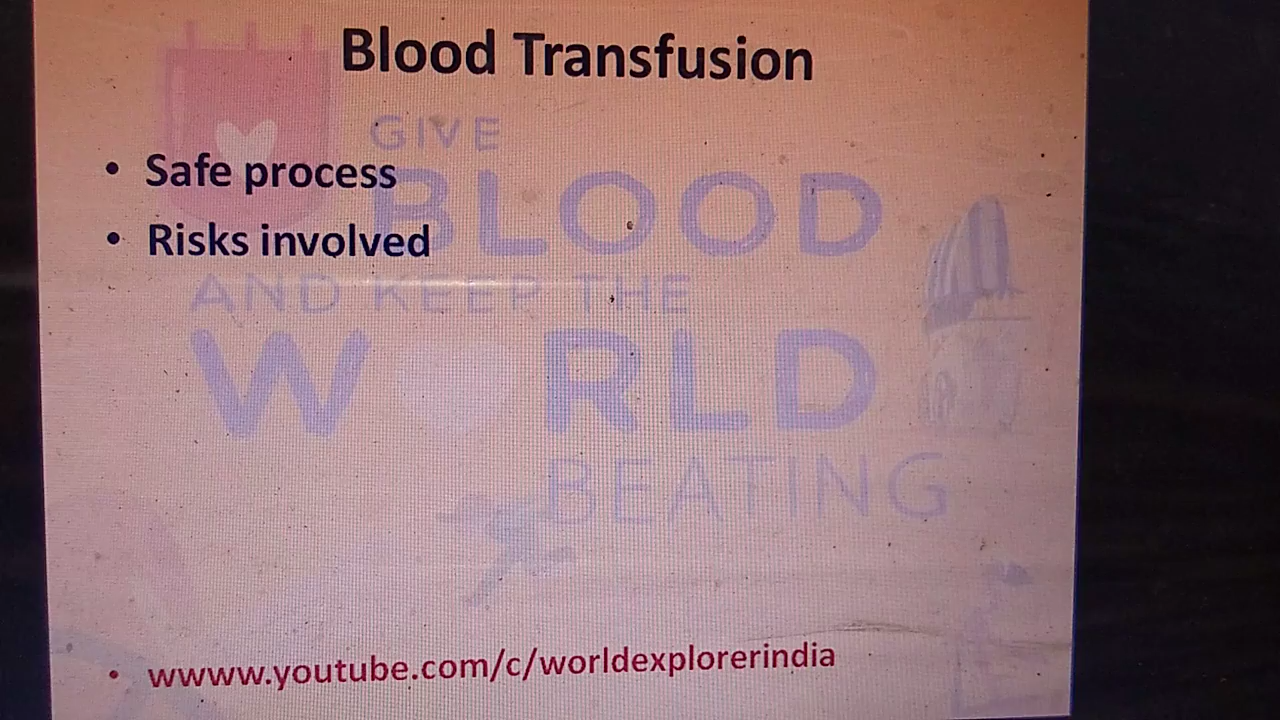 Blood Transfusion
GIVE
• Safe process
BLOOD
• Risks involved
AND KEEP THE
W RLD
BEATING
• wwww.youtube.com/c/worldexplorerindia